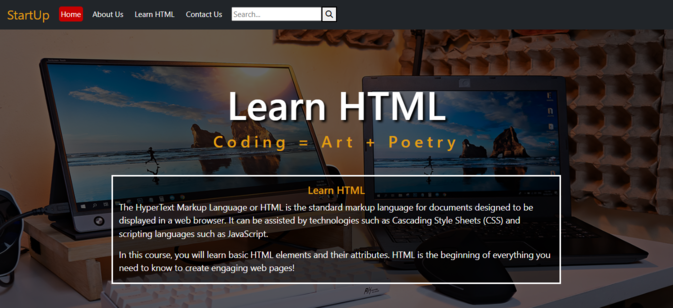 StartUp Home About Us Learn HTML Contact Us Search...
Learn HTML
Coding = Art + Poetry
Learn HTML
The HyperText Markup Language or HTML is the standard markup language for documents designed to be
displayed in a web browser. It can be assisted by technologies such as Cascading Style Sheets (CSS) and
scripting languages such as JavaScript.
In this course, you will learn basic HTML elements and their attributes. HTML is the beginning of everything you
need to know to create engaging web pages!